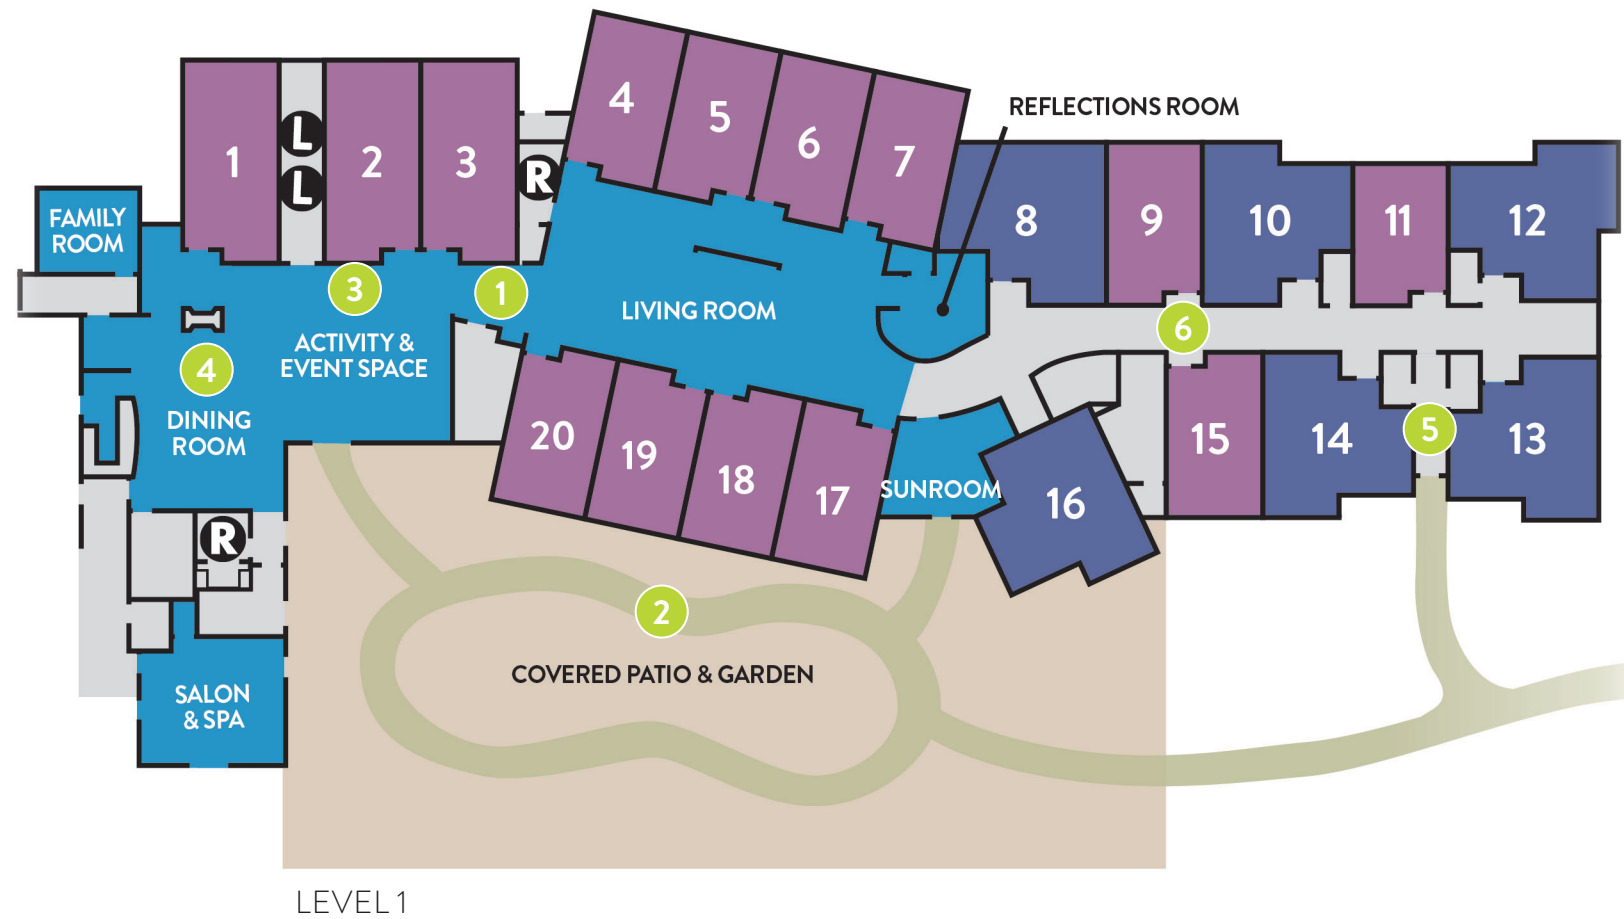 4
5
6
7
REFLECTIONS ROOM
L
L
1
2
3
R
FAMILY
ROOM
8
9
10
11
12
3
1
LIVING ROOM
6
ACTIVITY &
EVENT SPACE
4
DINING
ROOM
20
19
18
17
SUNROOM
16
15
14
5
13
R
2
COVERED PATIO & GARDEN
SALON
& SPA
LEVEL 1